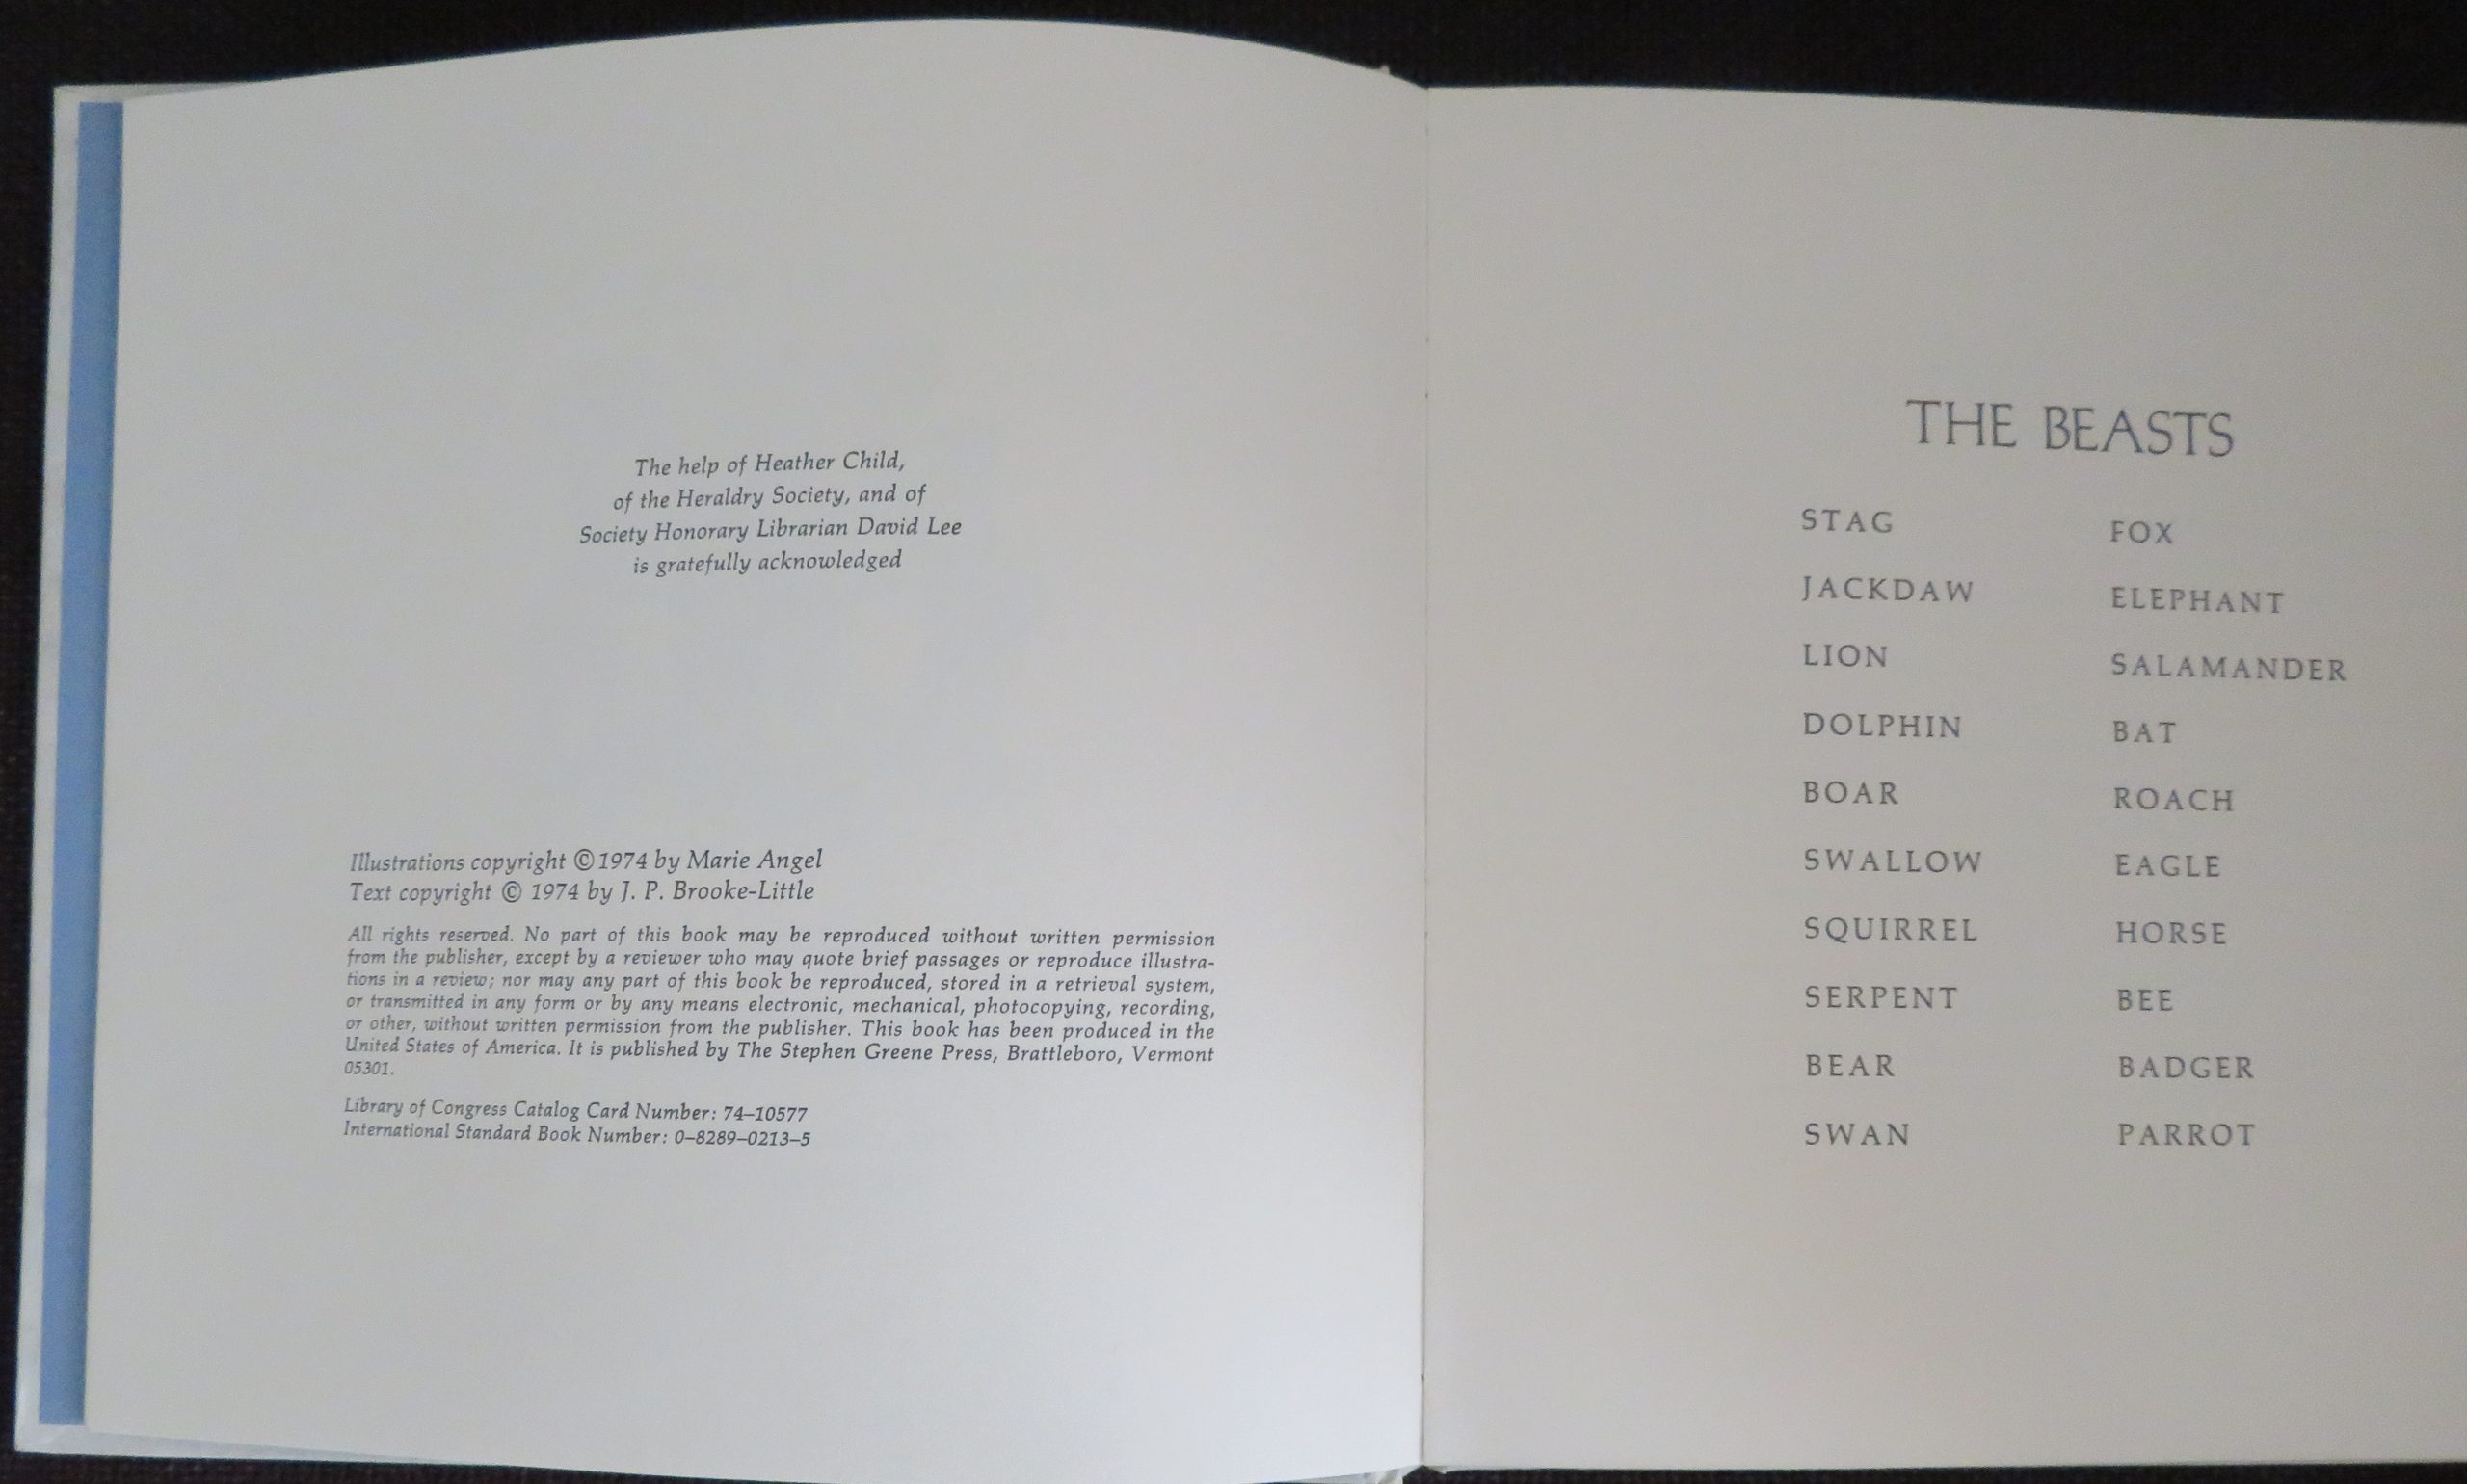 The help of Heather Child,
of the Heraldry Society, and of
Society Honorary Librarian David Lee
is gratefully acknowledged
Illustrations copyright © 1974 by Marie Angel
Text copyright © 1974 by J. P. Brooke-Little
All rights reserved. No part of this book may be reproduced without written permission
from the publisher, except by a reviewer who may quote brief passages or reproduce illustra-
tions in a review; nor may any part of this book be reproduced, stored in a retrieval system,
or transmitted in any form or by any means electronic, mechanical, photocopying, recording,
or other, without written permission from the publisher. This book has been produced in the
United States of America. It is published by The Stephen Greene Press, Brattleboro, Vermont
05301.
Library of Congress Catalog Card Number: 74–10577
International Standard Book Number: 0–8289–0213–5
THE BEASTS
STAG
JACKDAW
LION
DOLPHIN
BOAR
SWALLOW
SQUIRREL
SERPENT
BEAR
SWAN
FOX
ELEPHANT
SALAMANDER
BAT
ROACH
EAGLE
HORSE
BEE
BADGER
PARROT